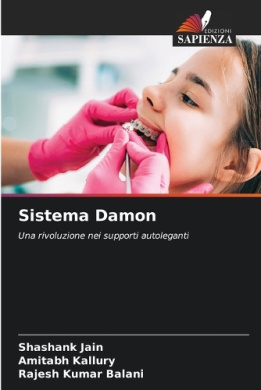 EDIZIONI
SAPIENZA
Sistema Damon
Una rivoluzione nei supporti autoleganti
Shashank Jain
Amitabh Kallury
Rajesh Kumar Balani